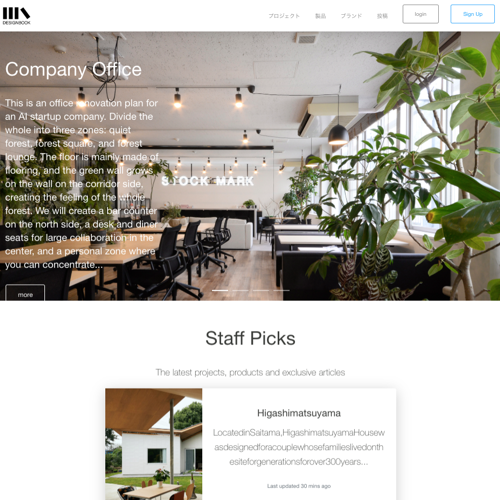 DESIGNBOOK
プロジェクト 製品 ブランド 投稿 login Sign Up
Company Office
This is an office renovation plan for
an AI startup company. Divide the
whole into three zones: quiet
forest, forest square, and forest
lounge. The floor is mainly made of
flooring, and the green wall grows
on the wall on the corridor side,
creating the feeling of the whole
forest. We will create a bar counter
on the north side, a desk and diner
seats for large collaboration in the
center, and a personal zone where
you can concentrate...
STOCK MARK
more
Staff Picks
The latest projects, products and exclusive articles
Higashimatsuyama
LocatedinSaitama,HigashimatsuyamaHousew
asdesignedforacouplewhosefamilieslivedonth
esiteforgenerationsforover300years...
Last updated 30 mins ago